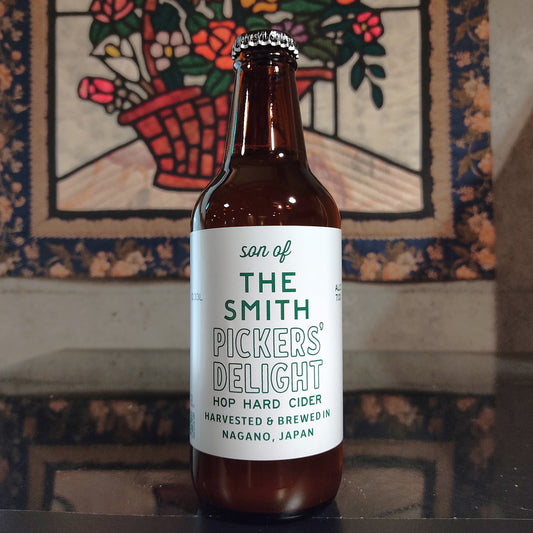 son of
THE
SMITH
PICKERS'
DELIGHT
HOP HARD CIDER
HARVESTED & BREWED IN
NAGANO, JAPAN